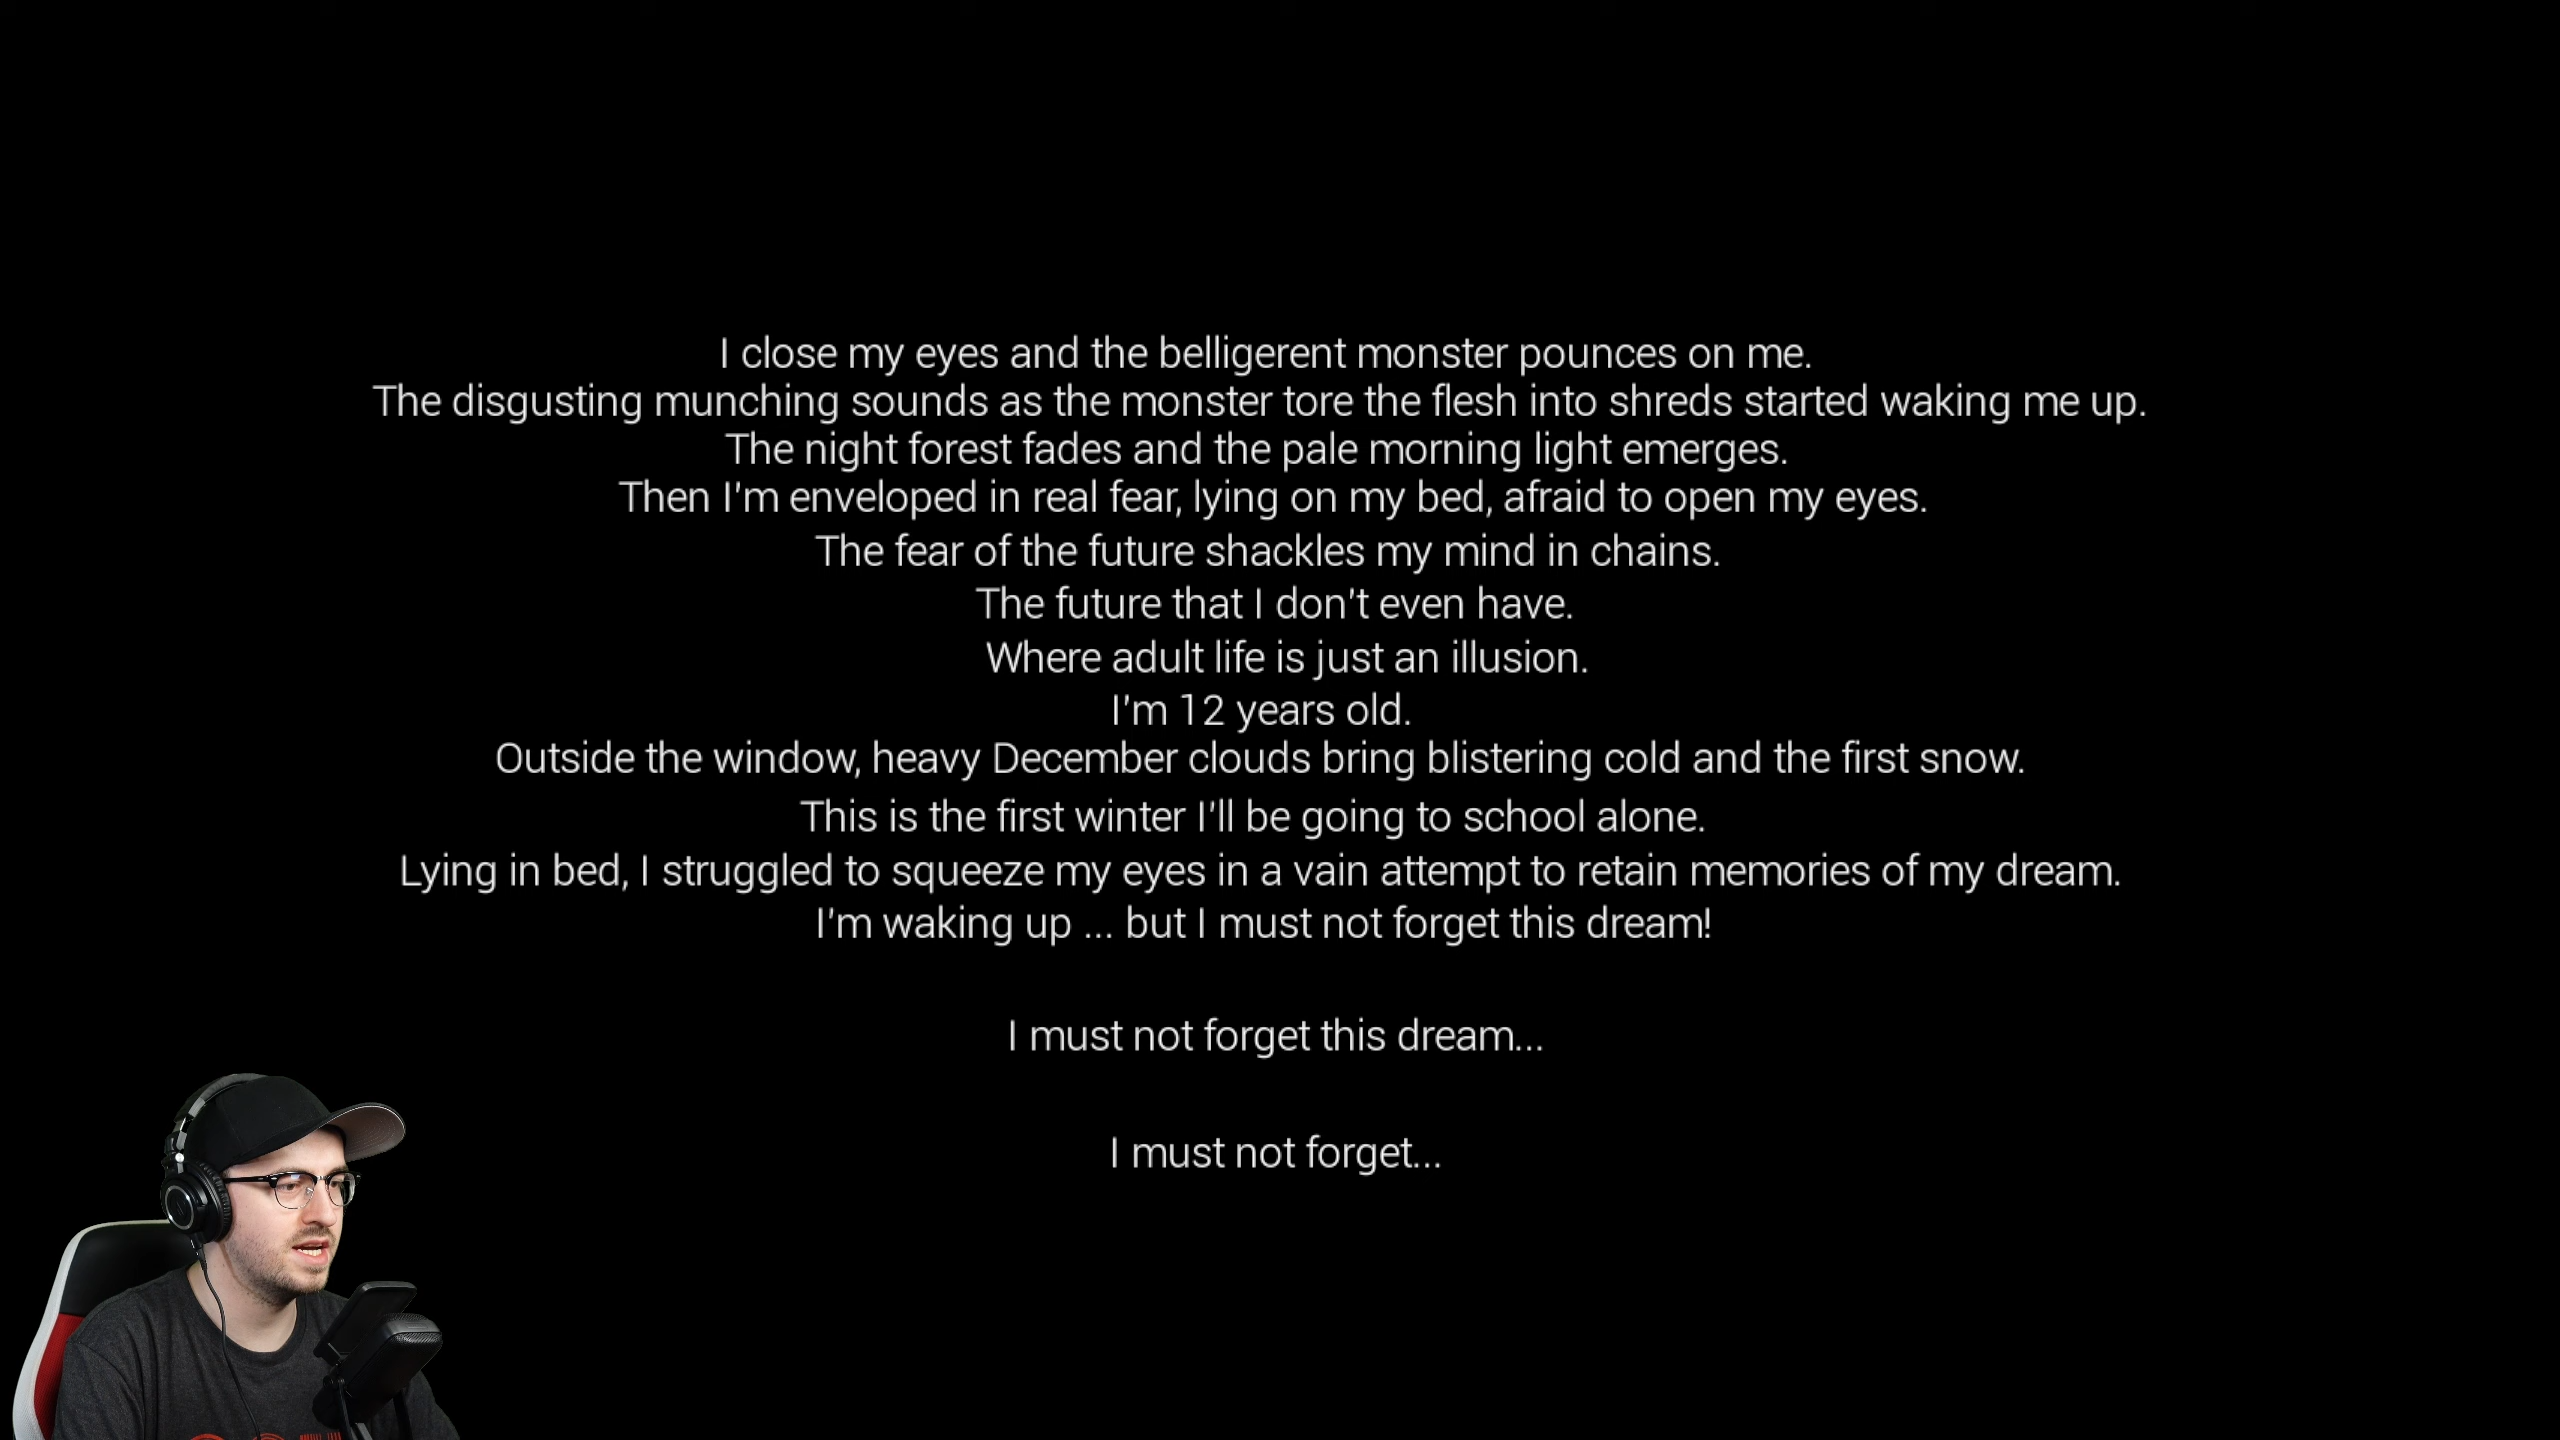 I close my eyes and the belligerent monster pounces on me.
The disgusting munching sounds as the monster tore the flesh into shreds started waking me up.
The night forest fades and the pale morning light emerges.
Then I'm enveloped in real fear, lying on my bed, afraid to open my eyes.
The fear of the future shackles my mind in chains.
The future that I don't even have.
Where adult life is just an illusion.
I'm 12 years old.
Outside the window, heavy December clouds bring blistering cold and the first snow.
This is the first winter I'll be going to school alone.
Lying in bed, I struggled to squeeze my eyes in a vain attempt to retain memories of my dream.
I'm waking up ... but I must not forget this dream!
I must not forget this dream...
I must not forget...